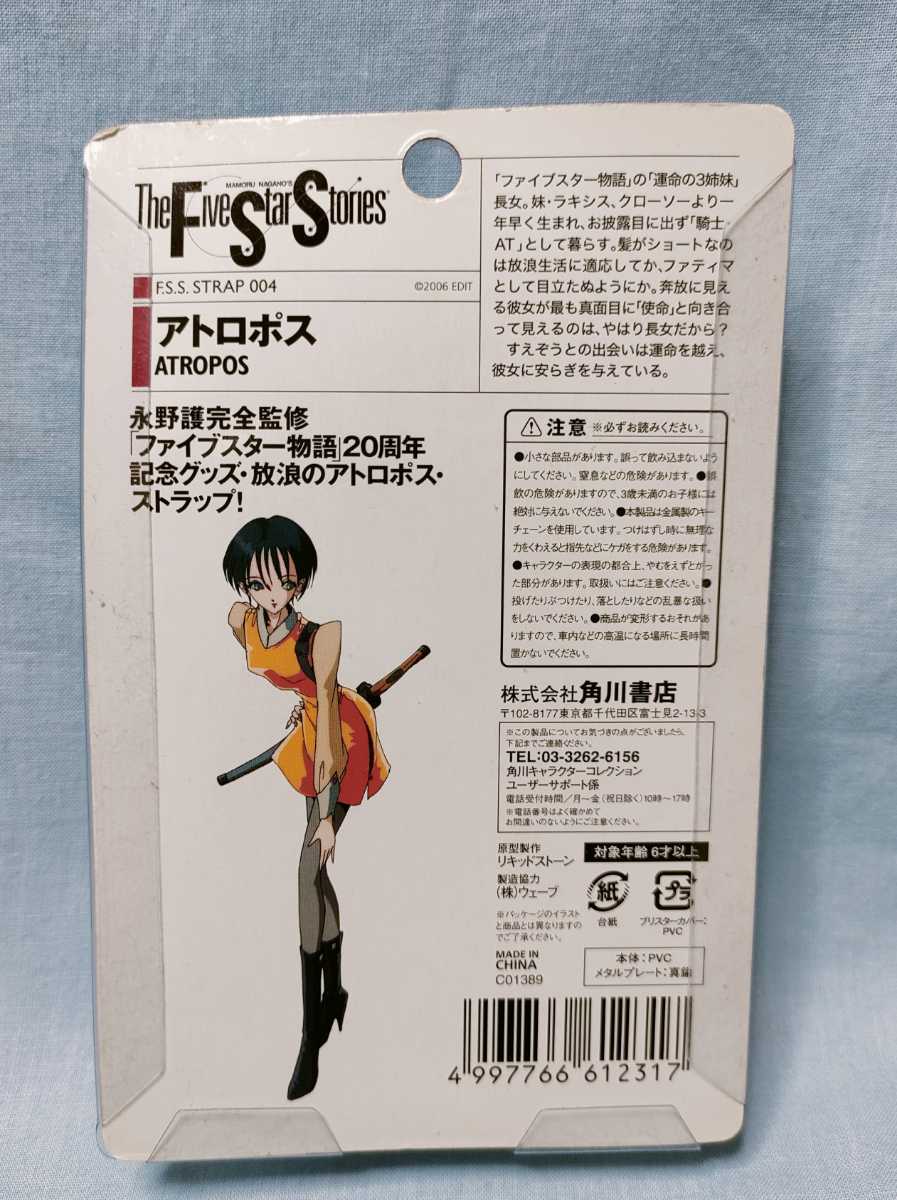 MAMORU NAGANO'S
The Five Star Stories
F.S.S. STRAP 004
©2006 EDIT
アトロポス
ATROPOS
「ファイブスター物語」の「運命の3姉妹」
長女。妹・ラキシス、クローソーより一
年早く生まれ、お披露目に出ず「騎士・
AT」として暮らす。髪がショートなの
は放浪生活に適応してか、ファティマ
として目立たぬようにか。奔放に見え
る彼女が最も真面目に「使命」と向き合
って見えるのは、やはり長女だから?
すえぞうとの出会いは運命を越え、
彼女に安らぎを与えている。
永野護完全監修
「ファイブスター物語」20周年
記念グッズ・放浪のアトロポス・
ストラップ!
注意 ※必ずお読みください。
●小さな部品があります。誤って飲み込まないよう
にしてください。窒息などの危険があります。●誤
飲の危険がありますので、3歳未満のお子様には
絶対に与えないでください。●本製品は金属製のキー
チェーンを使用しています。つけはずし時に無理な
力をくわえると指先などにケガをする危険があります。
●キャラクターの表現の都合上、やむをえずとがっ
た部分があります。取扱いにはご注意ください。●
投げたりぶつけたり、落としたりなどの乱暴な扱い
をしないでください。●商品が変形するおそれがあ
りますので、車内などの高温になる場所に長時間
置かないでください。
株式会社 角川書店
〒102-8177東京都千代田区富士見2-13-3
※この製品についてお気づきの点がございましたら、
下記までご連絡ください。
TEL:03-3262-6156
角川キャラクターコレクション
ユーザーサポート係
電話受付時間/月〜金(祝日除く)10時〜17時
※電話番号はよく確かめて
お間違いのないようにご注意ください。
原型製作
リキッドストーン
製造協力
(株)ウェーブ
※パッケージのイラスト
と商品とは異なりますの
でご了承ください。
MADE IN
CHINA
C01389
対象年齢 6才以上
紙
台紙
プラ
ブリスターカバー:
PVC
本体:PVC
メタルプレート:真鍮
4 997766 612317